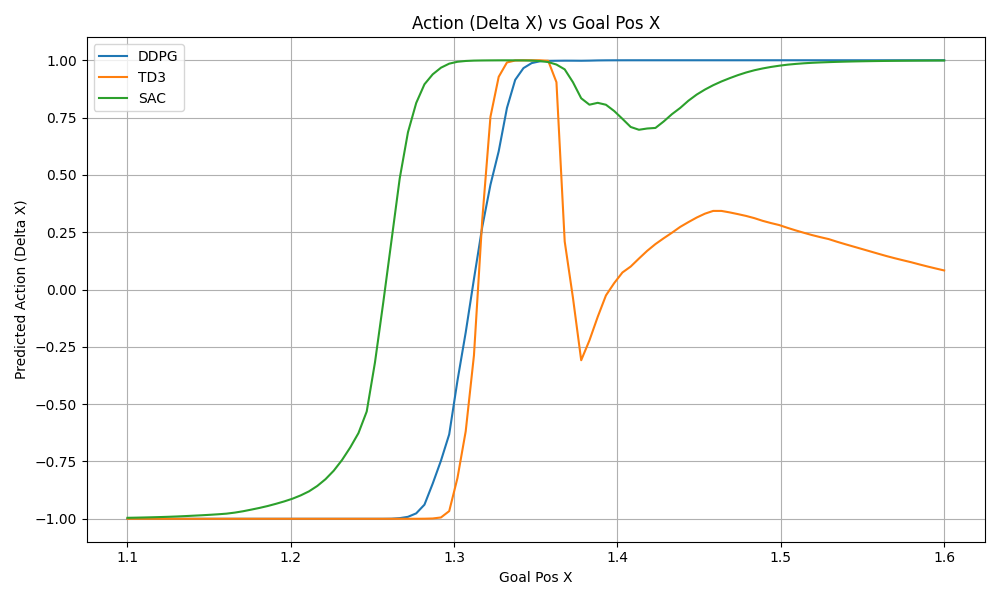 Action (Delta X) vs Goal Pos X
DDPG
TD3
SAC
Predicted Action (Delta X)
1.00
0.75
0.50
0.25
0.00
−0.25
−0.50
−0.75
−1.00
1.1 1.2 1.3 1.4 1.5 1.6
Goal Pos X